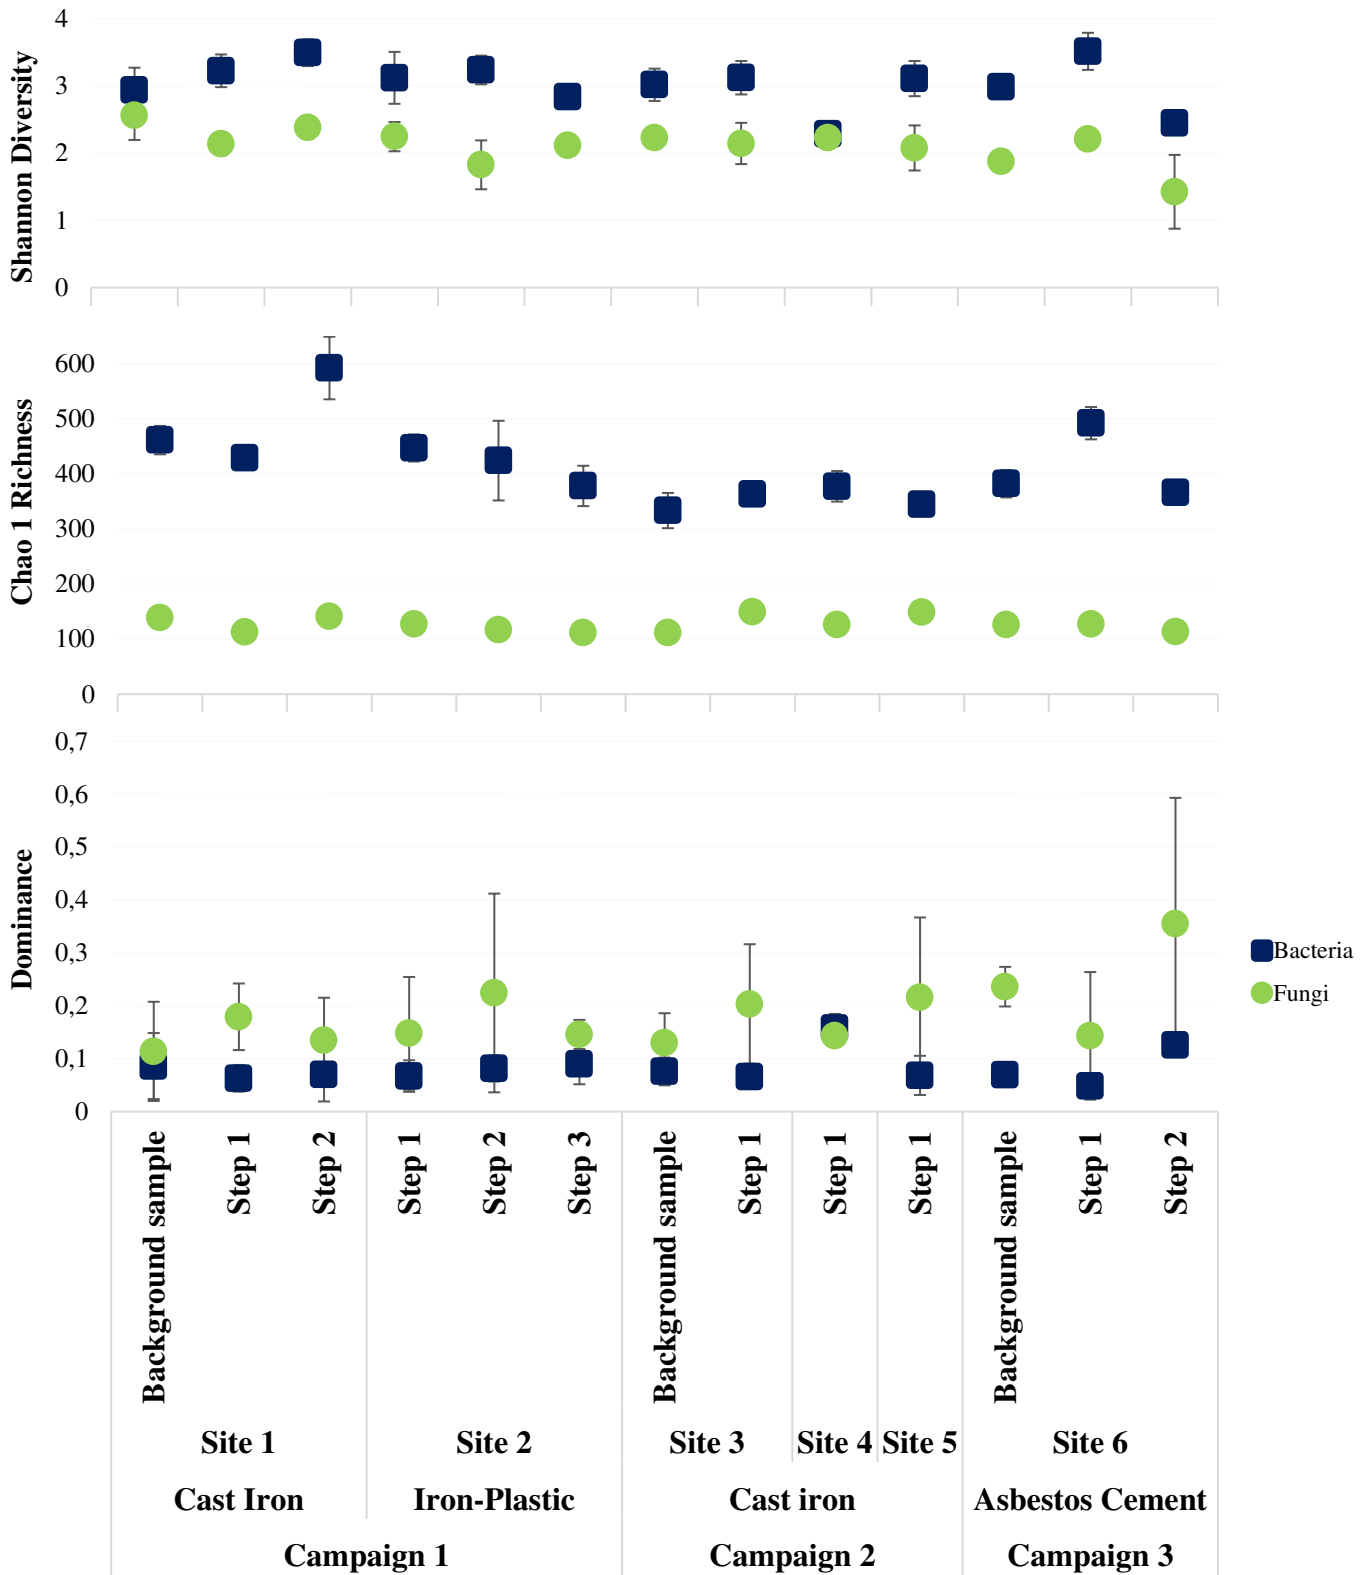 Shannon Diversity
4
3
2
1
0
Chao 1 Richness
600
500
400
300
200
100
0
Dominance
0,7
0,6
0,5
0,4
0,3
0,2
0,1
0
Bacteria
Fungi
Background sample
Step 1
Step 2
Step 1
Step 2
Step 3
Background sample
Step 1
Step 1
Step 1
Background sample
Step 1
Step 2
Site 1 Site 2 Site 3 Site 4 Site 5 Site 6
Cast Iron Iron-Plastic Cast iron Asbestos Cement
Campaign 1 Campaign 2 Campaign 3